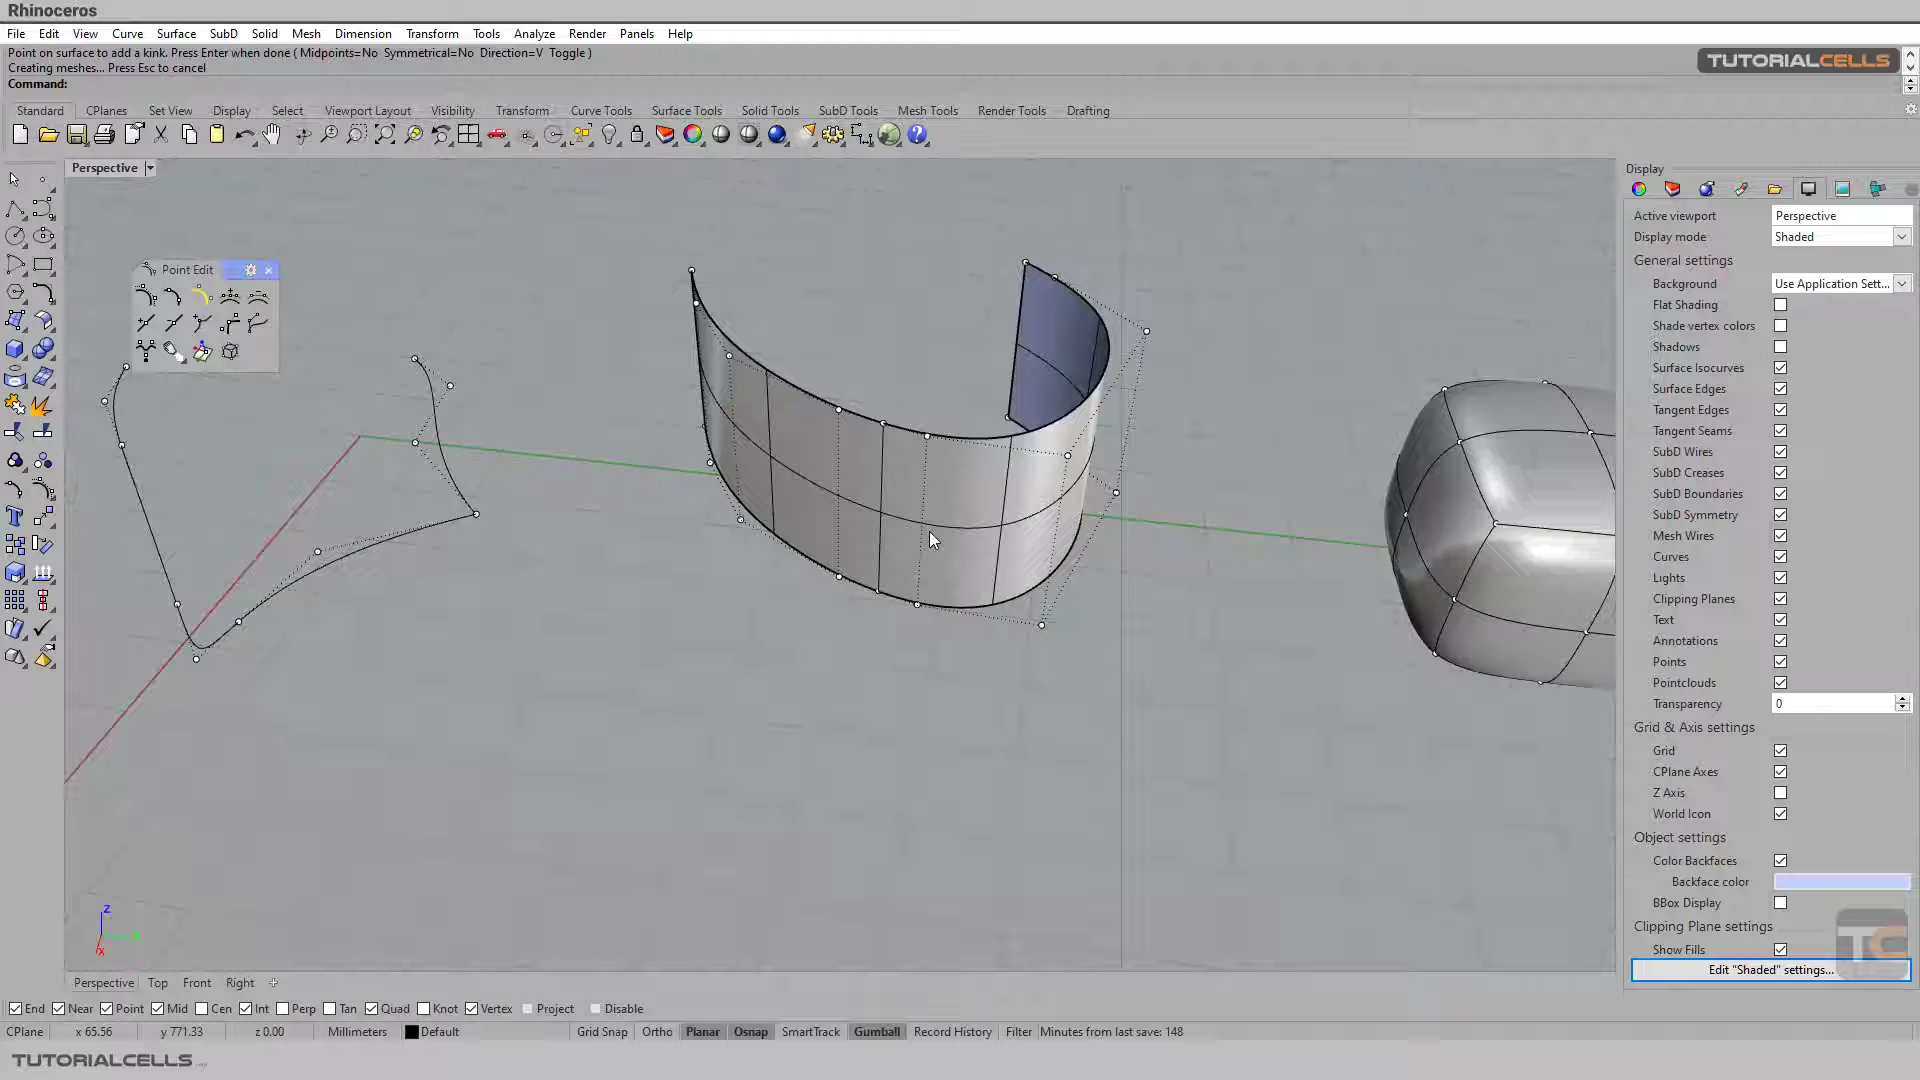 Rhinoceros
File Edit View Curve Surface SubD Solid Mesh Dimension Transform Tools Analyze Render Panels Help
Point on surface to add a kink. Press Enter when done ( Midpoints=No Symmetrical=No Direction=V Toggle )
Creating meshes... Press Esc to cancel
Command:
TUTORIALCELLS
Standard CPlanes Set View Display Select Viewport Layout Visibility Transform Curve Tools Surface Tools Solid Tools SubD Tools Mesh Tools Render Tools Drafting
Perspective
Point Edit
z
y
x
Display
Active viewport Perspective
Display mode Shaded
General settings
Background Use Application Sett...
Flat Shading
Shade vertex colors
Shadows
Surface Isocurves
Surface Edges
Tangent Edges
Tangent Seams
SubD Wires
SubD Creases
SubD Boundaries
SubD Symmetry
Mesh Wires
Curves
Lights
Clipping Planes
Text
Annotations
Points
Pointclouds
Transparency 0
Grid & Axis settings
Grid
CPlane Axes
Z Axis
World Icon
Object settings
Color Backfaces
Backface color
BBox Display
Clipping Plane settings
Show Fills
TC
Edit "Shaded" settings...
Perspective Top Front Right
End Near Point Mid Cen Int Perp Tan Quad Knot Vertex Project Disable
CPlane x 65.56 y 771.33 z 0.00 Millimeters Default Grid Snap Ortho Planar Osnap SmartTrack Gumball Record History Filter Minutes from last save: 148
TUTORIALCELLS